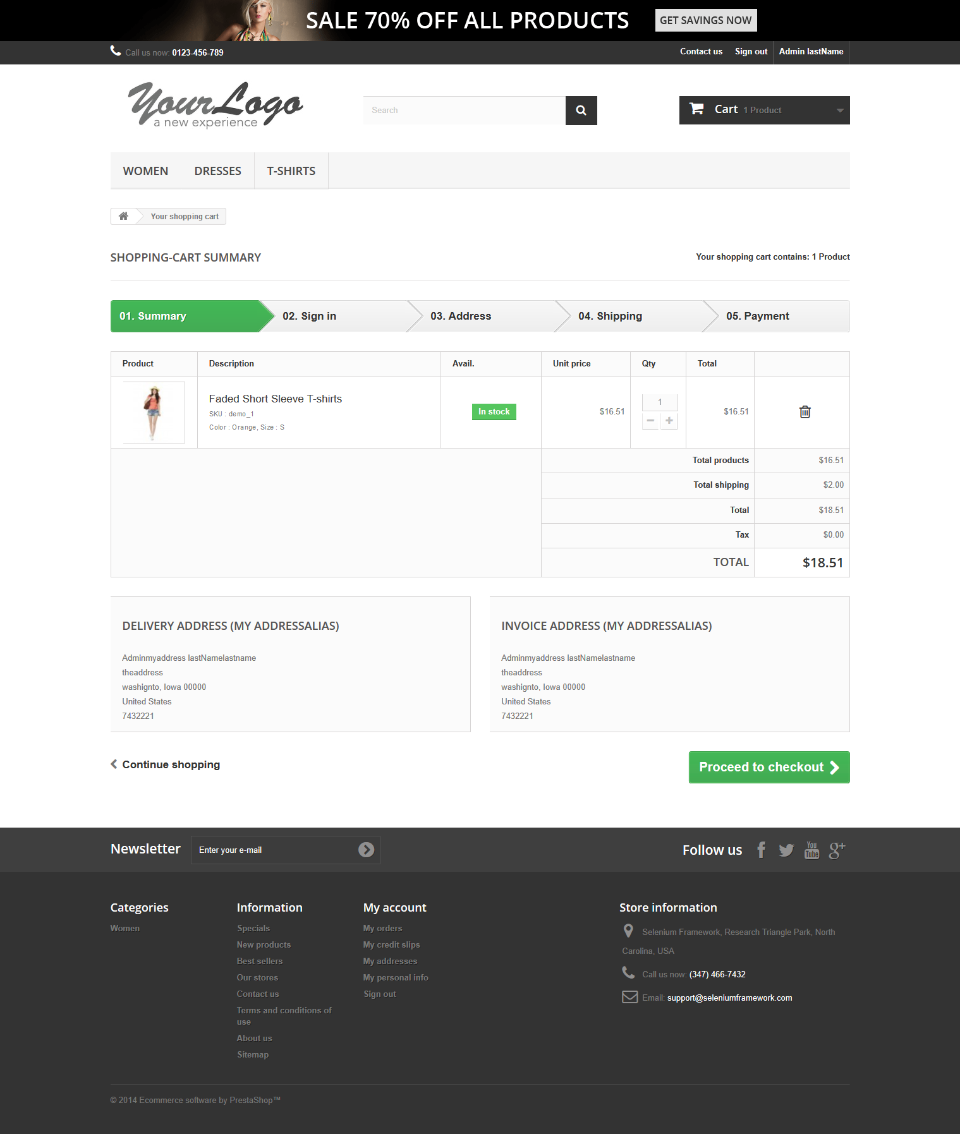 SALE 70% OFF ALL PRODUCTS GET SAVINGS NOW
Call us now: 0123-456-789 Contact us Sign out Admin lastName
YourLogo
a new experience
Search
Cart 1 Product
WOMEN DRESSES T-SHIRTS
Your shopping cart
SHOPPING-CART SUMMARY Your shopping cart contains: 1 Product
01. Summary 02. Sign in 03. Address 04. Shipping 05. Payment
Product Description Avail. Unit price Qty Total
Faded Short Sleeve T-shirts
SKU : demo_1
Color : Orange, Size : S
In stock
$16.51
1
$16.51
Total products $16.51
Total shipping $2.00
Total $18.51
Tax $0.00
TOTAL $18.51
DELIVERY ADDRESS (MY ADDRESSALIAS)
Adminmyaddress lastNamelastname
theaddress
washignto, Iowa 00000
United States
7432221
INVOICE ADDRESS (MY ADDRESSALIAS)
Adminmyaddress lastNamelastname
theaddress
washignto, Iowa 00000
United States
7432221
Continue shopping Proceed to checkout
Newsletter Enter your e-mail Follow us You Tube g+
Categories
Women
Information
Specials
New products
Best sellers
Our stores
Contact us
Terms and conditions of
use
About us
Sitemap
My account
My orders
My credit slips
My addresses
My personal info
Sign out
Store information
Selenium Framework, Research Triangle Park, North
Carolina, USA
Call us now: (347) 466-7432
Email: support@seleniumframework.com
© 2014 Ecommerce software by PrestaShop™